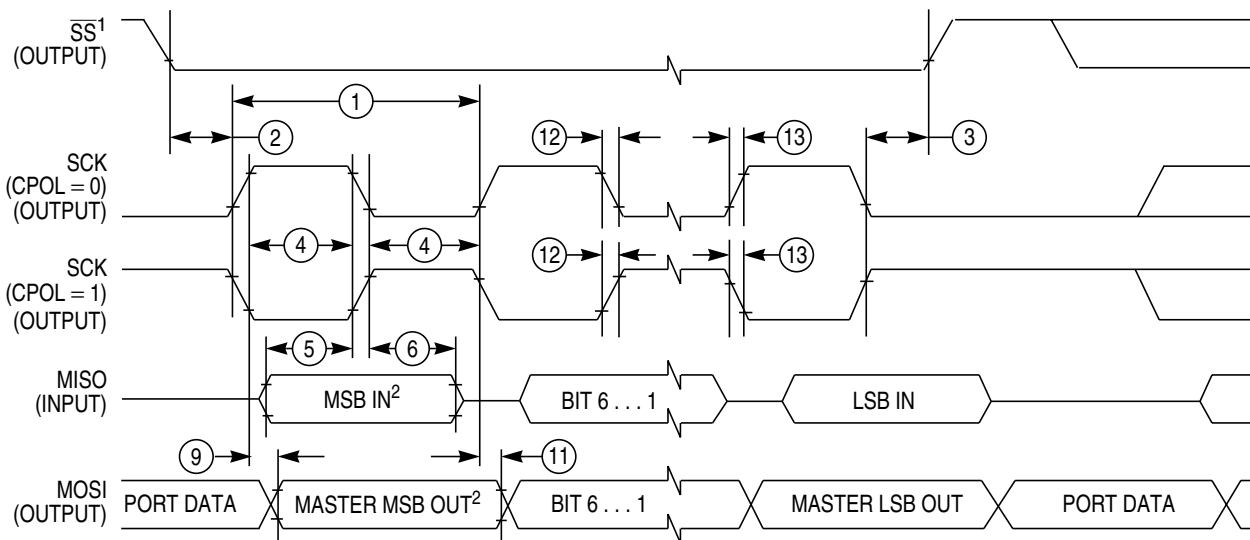 SS1
(OUTPUT)
1
2
12
13
3
SCK
(CPOL = 0)
(OUTPUT)
4
4
SCK
(CPOL = 1)
(OUTPUT)
12
13
5
6
MISO
(INPUT)
MSB IN2
BIT 6 . . . 1
LSB IN
9
11
MOSI
(OUTPUT)
PORT DATA
MASTER MSB OUT2
BIT 6 . . . 1
MASTER LSB OUT
PORT DATA